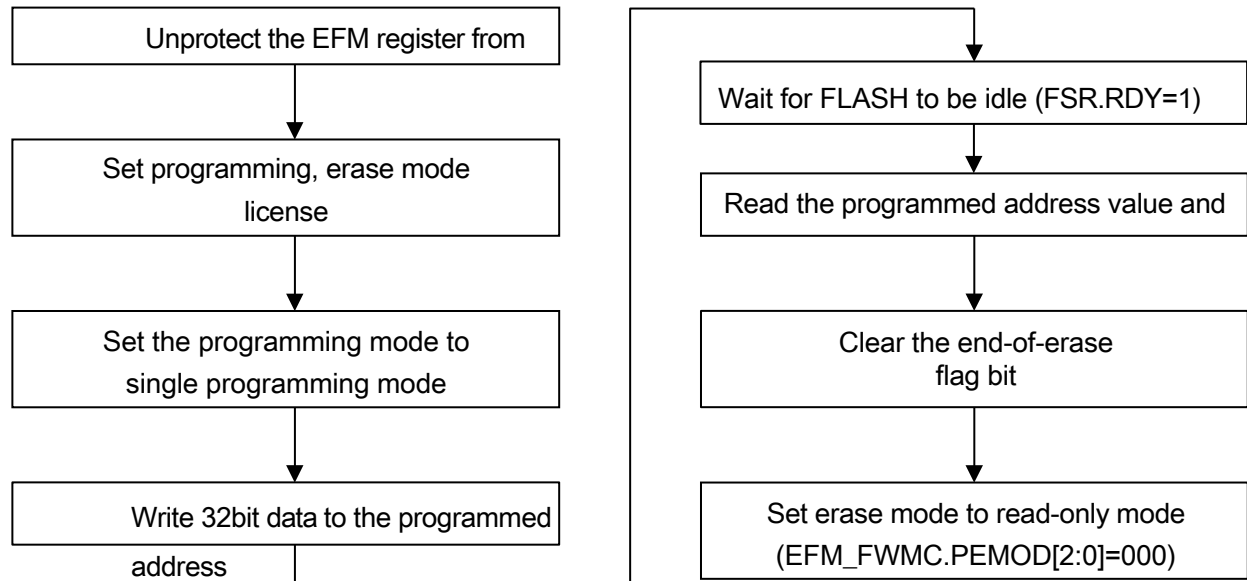 Unprotect the EFM register from
Set programming, erase mode
license
Set the programming mode to
single programming mode
Write 32bit data to the programmed
address
Wait for FLASH to be idle (FSR.RDY=1)
Read the programmed address value and
Clear the end-of-erase
flag bit
Set erase mode to read-only mode
(EFM_FWMC.PEMOD[2:0]=000)